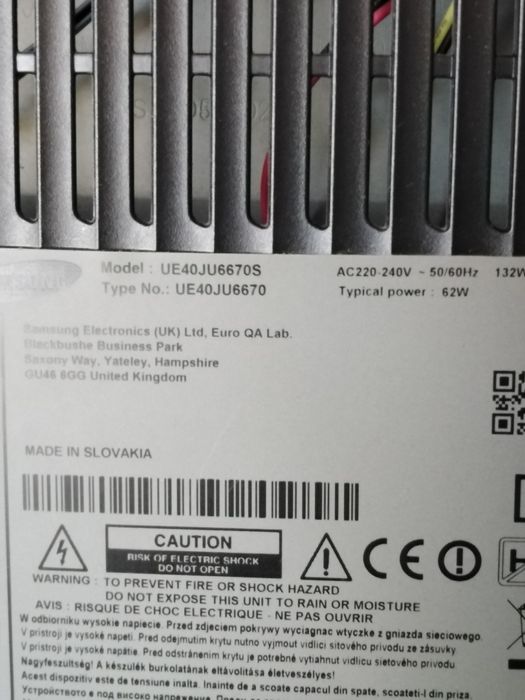 Model : UE40JU6670S
Type No.: UE40JU6670
AC220-240V ~ 50/60Hz 132W
Typical power : 62W
Samsung Electronics (UK) Ltd, Euro QA Lab.
Blackbushe Business Park
Saxony Way, Yateley, Hampshire
GU46 6GG United Kingdom
MADE IN SLOVAKIA
CAUTION
RISK OF ELECTRIC SHOCK
DO NOT OPEN
CE
WARNING : TO PREVENT FIRE OR SHOCK HAZARD
DO NOT EXPOSE THIS UNIT TO RAIN OR MOISTURE
AVIS : RISQUE DE CHOC ELECTRIQUE - NE PAS OUVRIR
W odbiorniku wysokie napiecie. Przed zdjeciem pokrywy wyciagnac wtyczke z gniazda sieciowego
V prístroji je vysoké napeti. Pred odejmutim krytu nutno vyjmout vidlici sitového privodu ze zásuvky.
V prístroji je vysoké napätie. Pred odstránením krytu je potrebné vytiahnut vidlicu sietového privodu
Nagyfeszultség! A készülék burkolatának eltávolítása életveszélyes!
Acest dispozitiv este de tensiune inalta. Inainte de a scoate capacul din spate, scoateti-l din priza.